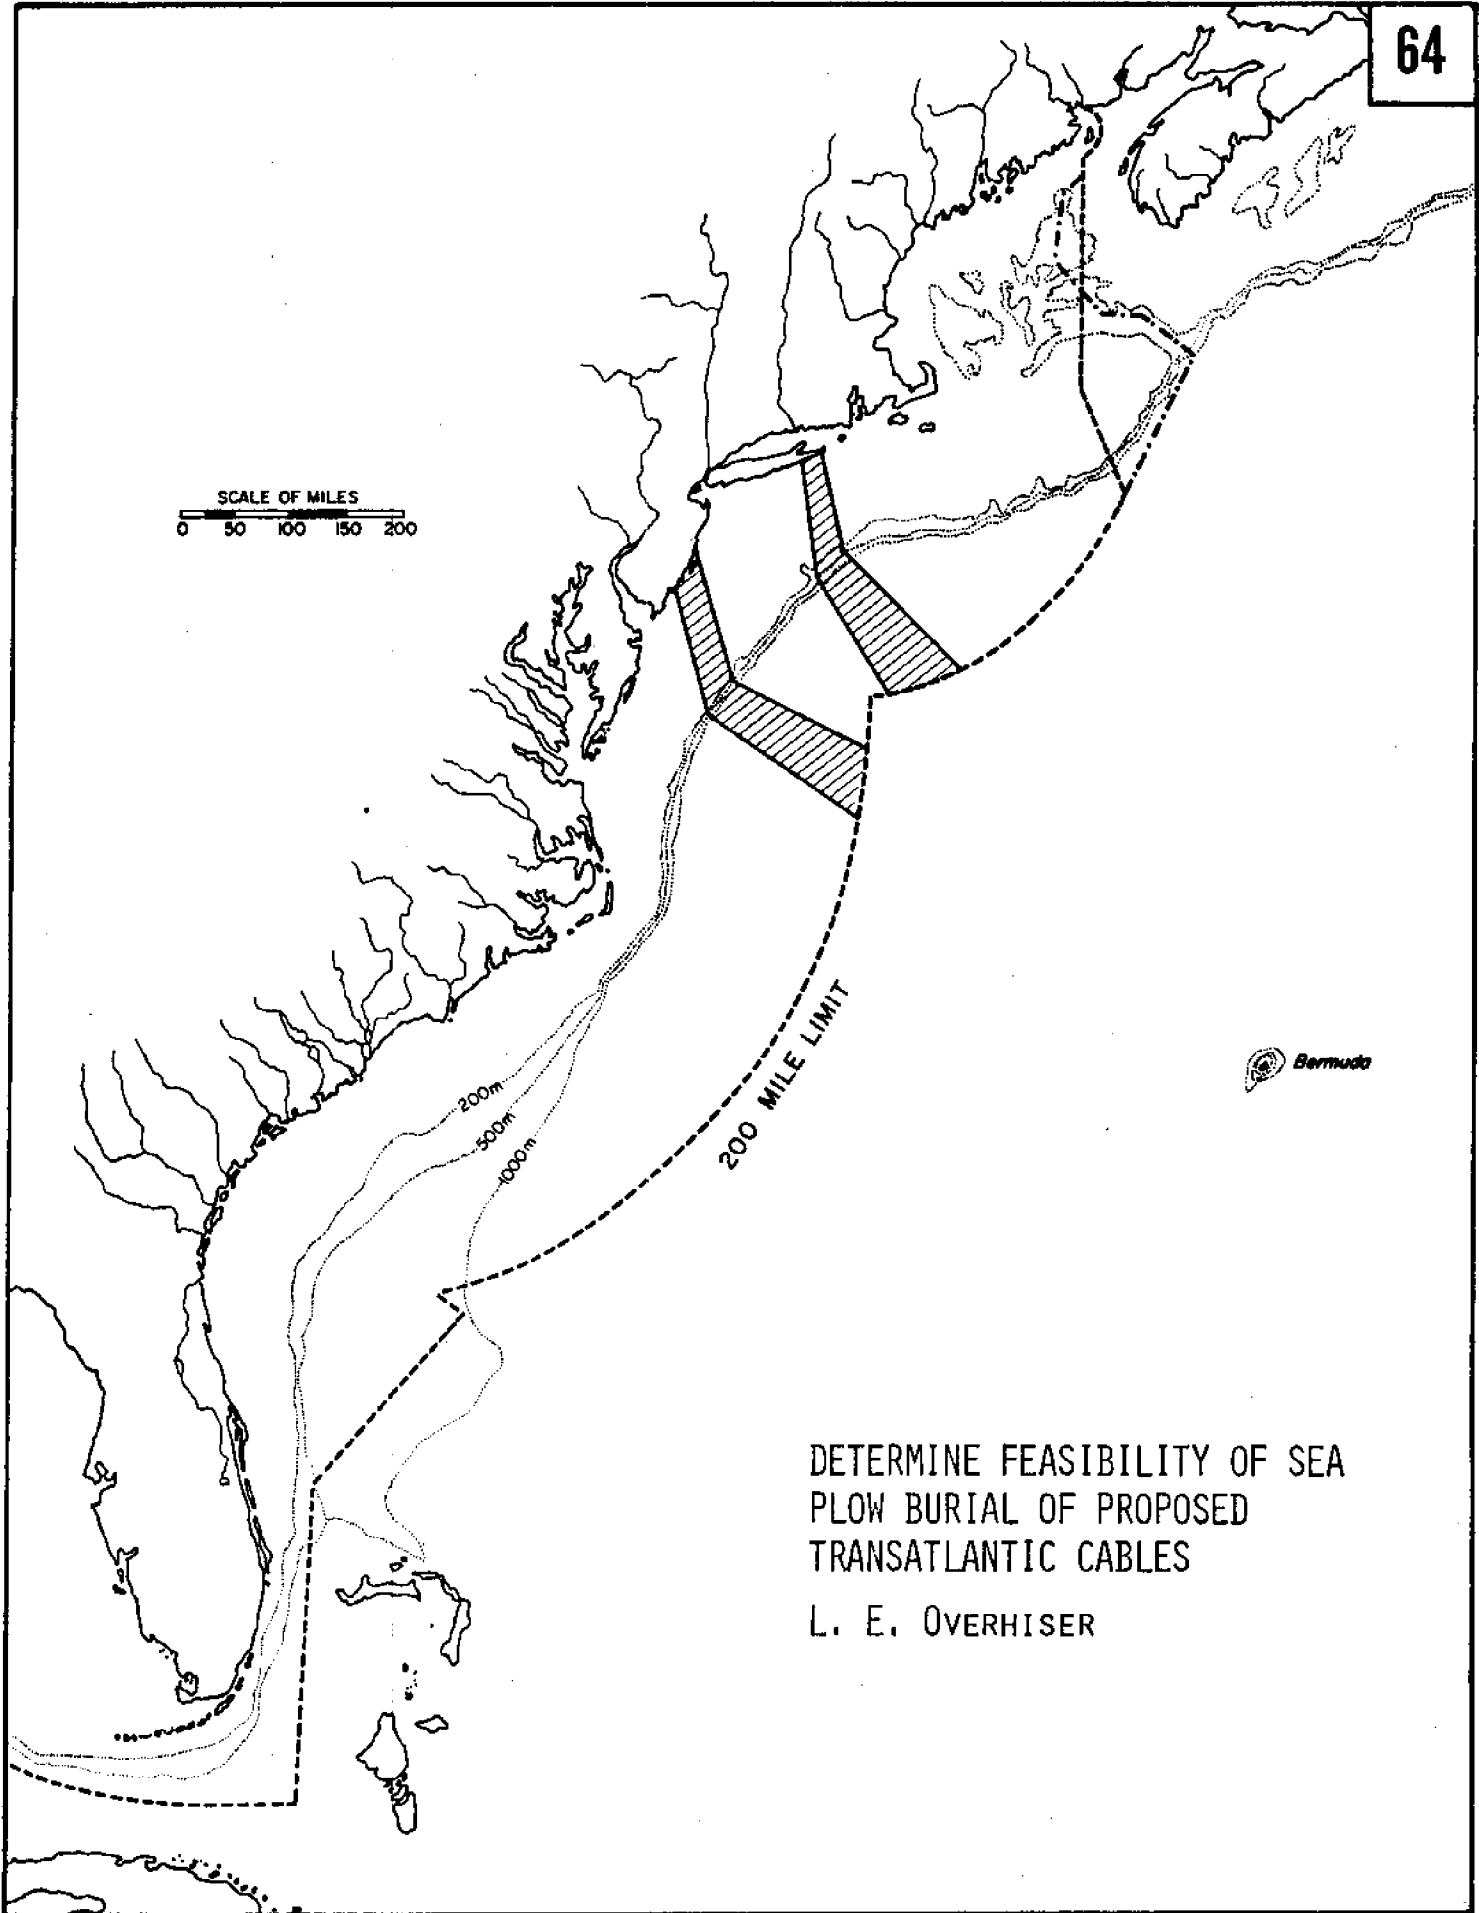 64
SCALE OF MILES
0 50 100 150 200
200 MILE LIMIT
Bermuda
200m
500m
1000m
DETERMINE FEASIBILITY OF SEA
PLOW BURIAL OF PROPOSED
TRANSATLANTIC CABLES
L. E. OVERHISER